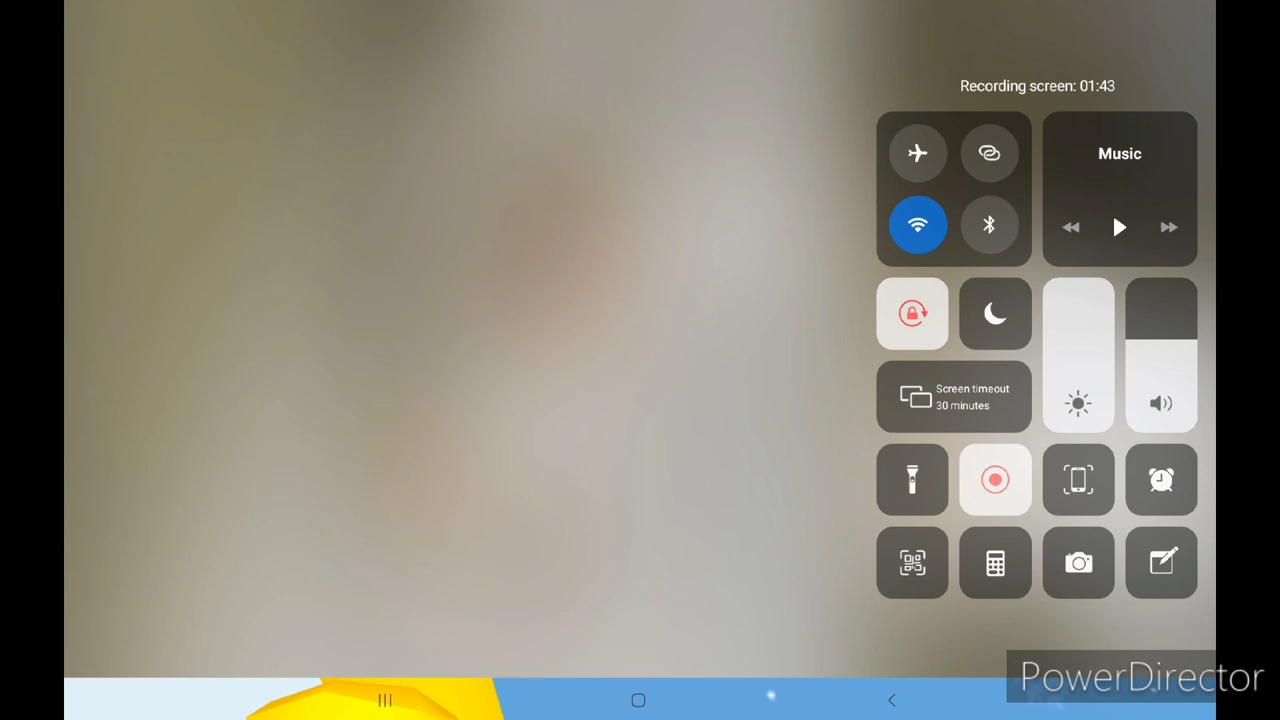 Recording screen: 01:43
Music
Screen timeout
30 minutes
PowerDirector